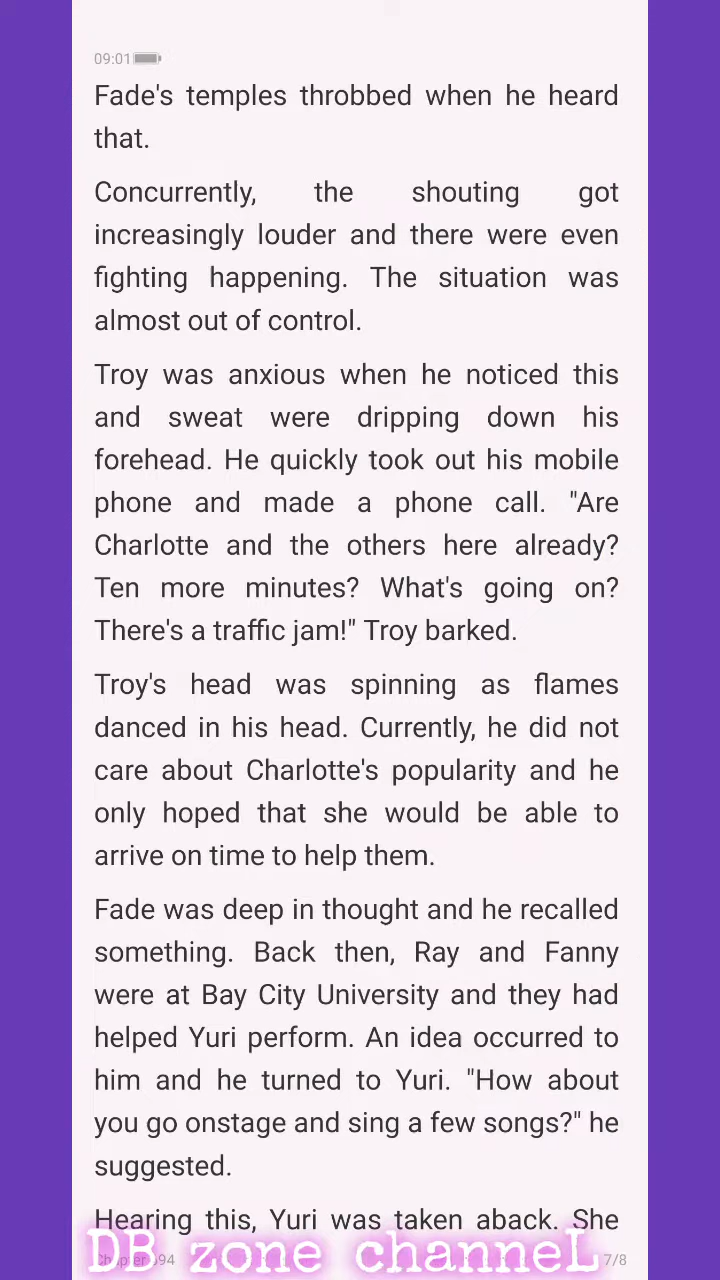 09:01
Fade's temples throbbed when he heard
that.
Concurrently, the shouting got
increasingly louder and there were even
fighting happening. The situation was
almost out of control.
Troy was anxious when he noticed this
and sweat were dripping down his
forehead. He quickly took out his mobile
phone and made a phone call. "Are
Charlotte and the others here already?
Ten more minutes? What's going on?
There's a traffic jam!" Troy barked.
Troy's head was spinning as flames
danced in his head. Currently, he did not
care about Charlotte's popularity and he
only hoped that she would be able to
arrive on time to help them.
Fade was deep in thought and he recalled
something. Back then, Ray and Fanny
were at Bay City University and they had
helped Yuri perform. An idea occurred to
him and he turned to Yuri. "How about
you go onstage and sing a few songs?" he
suggested.
Hearing this, Yuri was taken aback. She
DB zone channeL
7/8